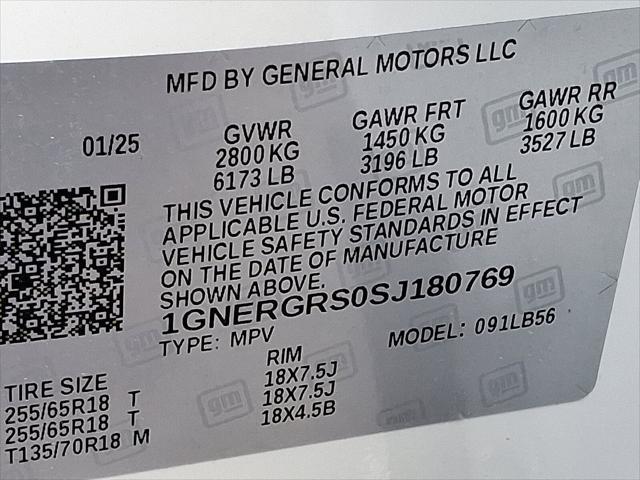 MFD BY GENERAL MOTORS LLC
01/25 GVWR GAWR FRT GAWR RR
2800 KG 1450 KG 1600 KG
6173 LB 3196 LB 3527 LB
THIS VEHICLE CONFORMS TO ALL
APPLICABLE U.S. FEDERAL MOTOR
VEHICLE SAFETY STANDARDS IN EFFECT
ON THE DATE OF MANUFACTURE
SHOWN ABOVE.
1GNERGRS0SJ180769
TYPE: MPV MODEL: 091LB56
TIRE SIZE RIM
255/65R18 T 18X7.5J
255/65R18 T 18X7.5J
T135/70R18 M 18X4.5B
gm